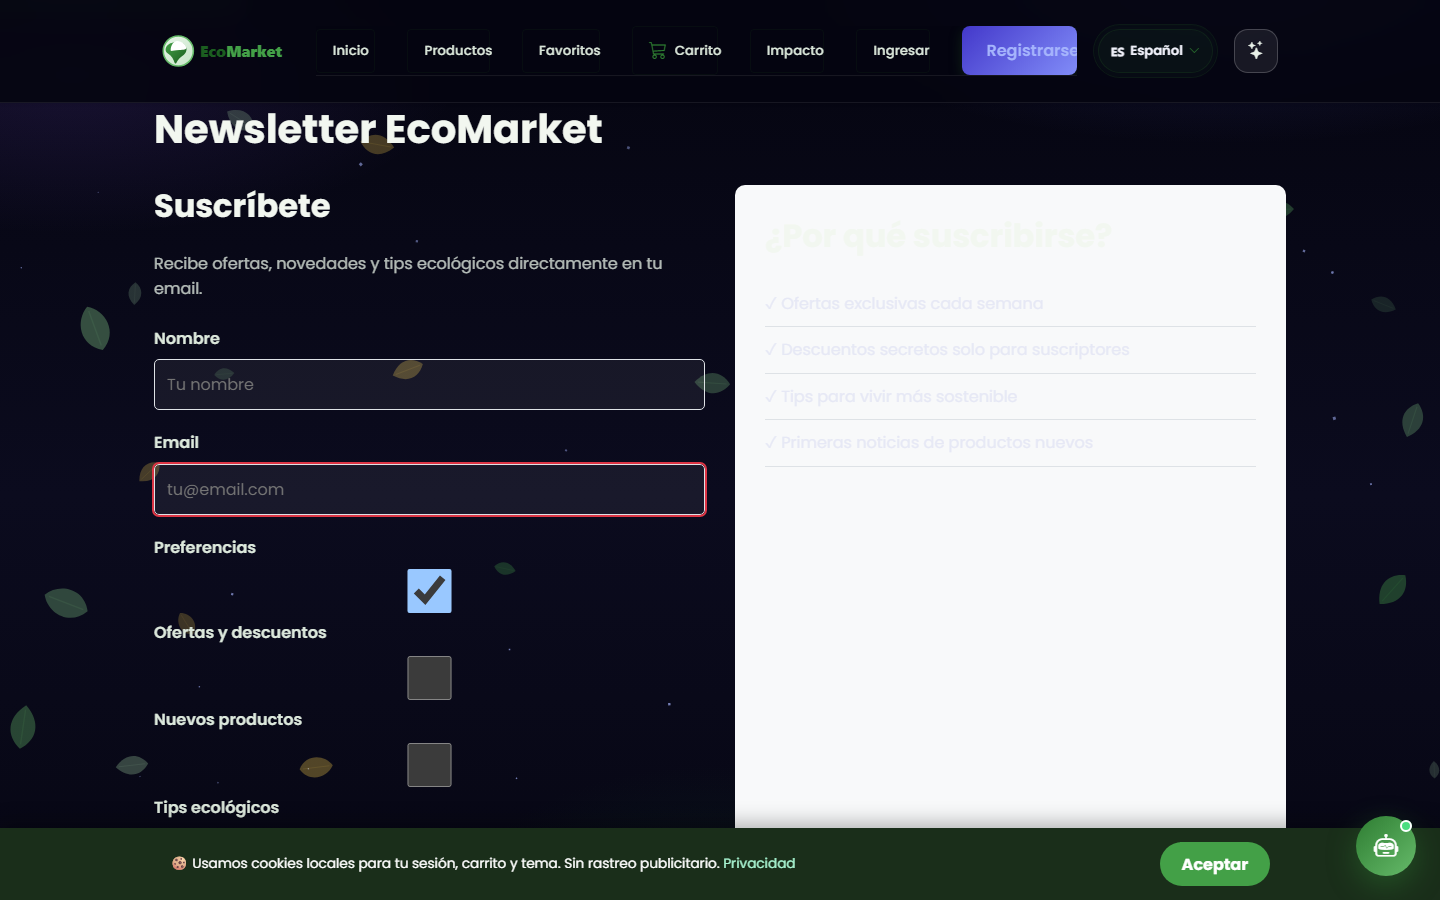 EcoMarket
Inicio
Productos
Favoritos
Carrito
Impacto
Ingresar
Registrarse
ES Español
Newsletter EcoMarket
Suscríbete
Recibe ofertas, novedades y tips ecológicos directamente en tu
email.
Nombre
Tu nombre
Email
tu@email.com
Preferencias
Ofertas y descuentos
Nuevos productos
Tips ecológicos
¿Por qué suscribirse?
✓ Ofertas exclusivas cada semana
✓ Descuentos secretos solo para suscriptores
✓ Tips para vivir más sostenible
✓ Primeras noticias de productos nuevos
🍪 Usamos cookies locales para tu sesión, carrito y tema. Sin rastreo publicitario. Privacidad
Aceptar